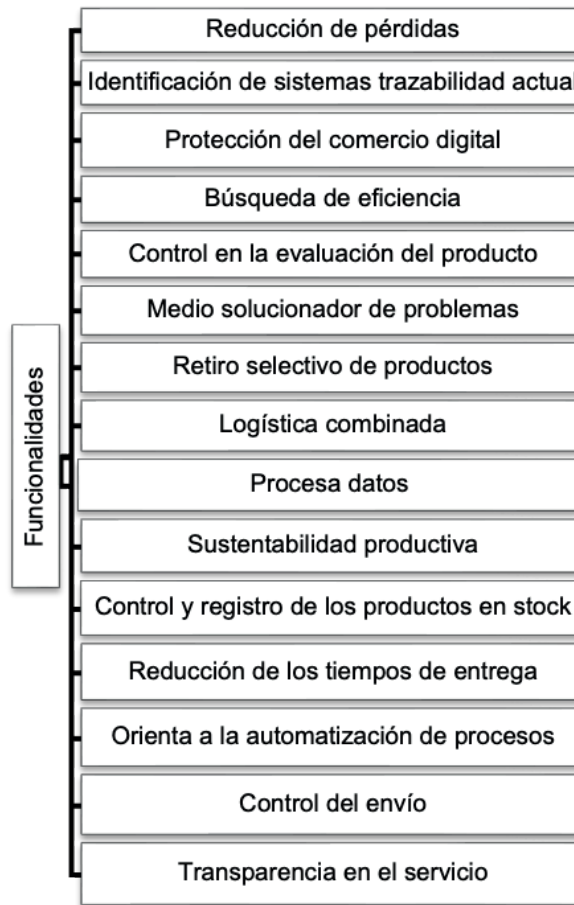 Funcionalidades
Reducción de pérdidas
Identificación de sistemas trazabilidad actual
Protección del comercio digital
Búsqueda de eficiencia
Control en la evaluación del producto
Medio solucionador de problemas
Retiro selectivo de productos
Logística combinada
Procesa datos
Sustentabilidad productiva
Control y registro de los productos en stock
Reducción de los tiempos de entrega
Orienta a la automatización de procesos
Control del envío
Transparencia en el servicio